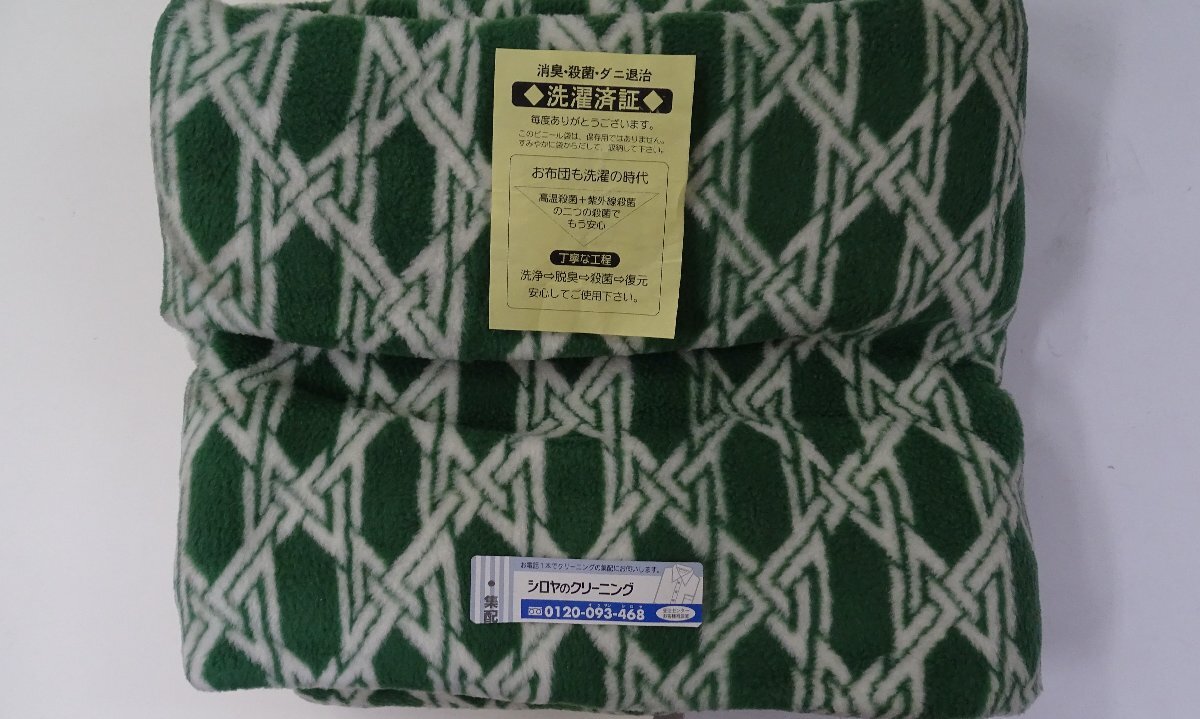 消臭・殺菌・ダニ退治
◆洗濯済証◆
毎度ありがとうございます。
このビニール袋は、保存用ではありません。
すみやかに袋からだして、収納して下さい。
お布団も洗濯の時代
高温殺菌＋紫外線殺菌
の二つの殺菌で
もう安心
丁寧な工程
洗浄⇨脱臭⇨殺菌⇨復元
安心してご使用下さい。
お電話1本でクリーニングの集配にお伺いします。
シロヤのクリーニング
0120-093-468
●集配